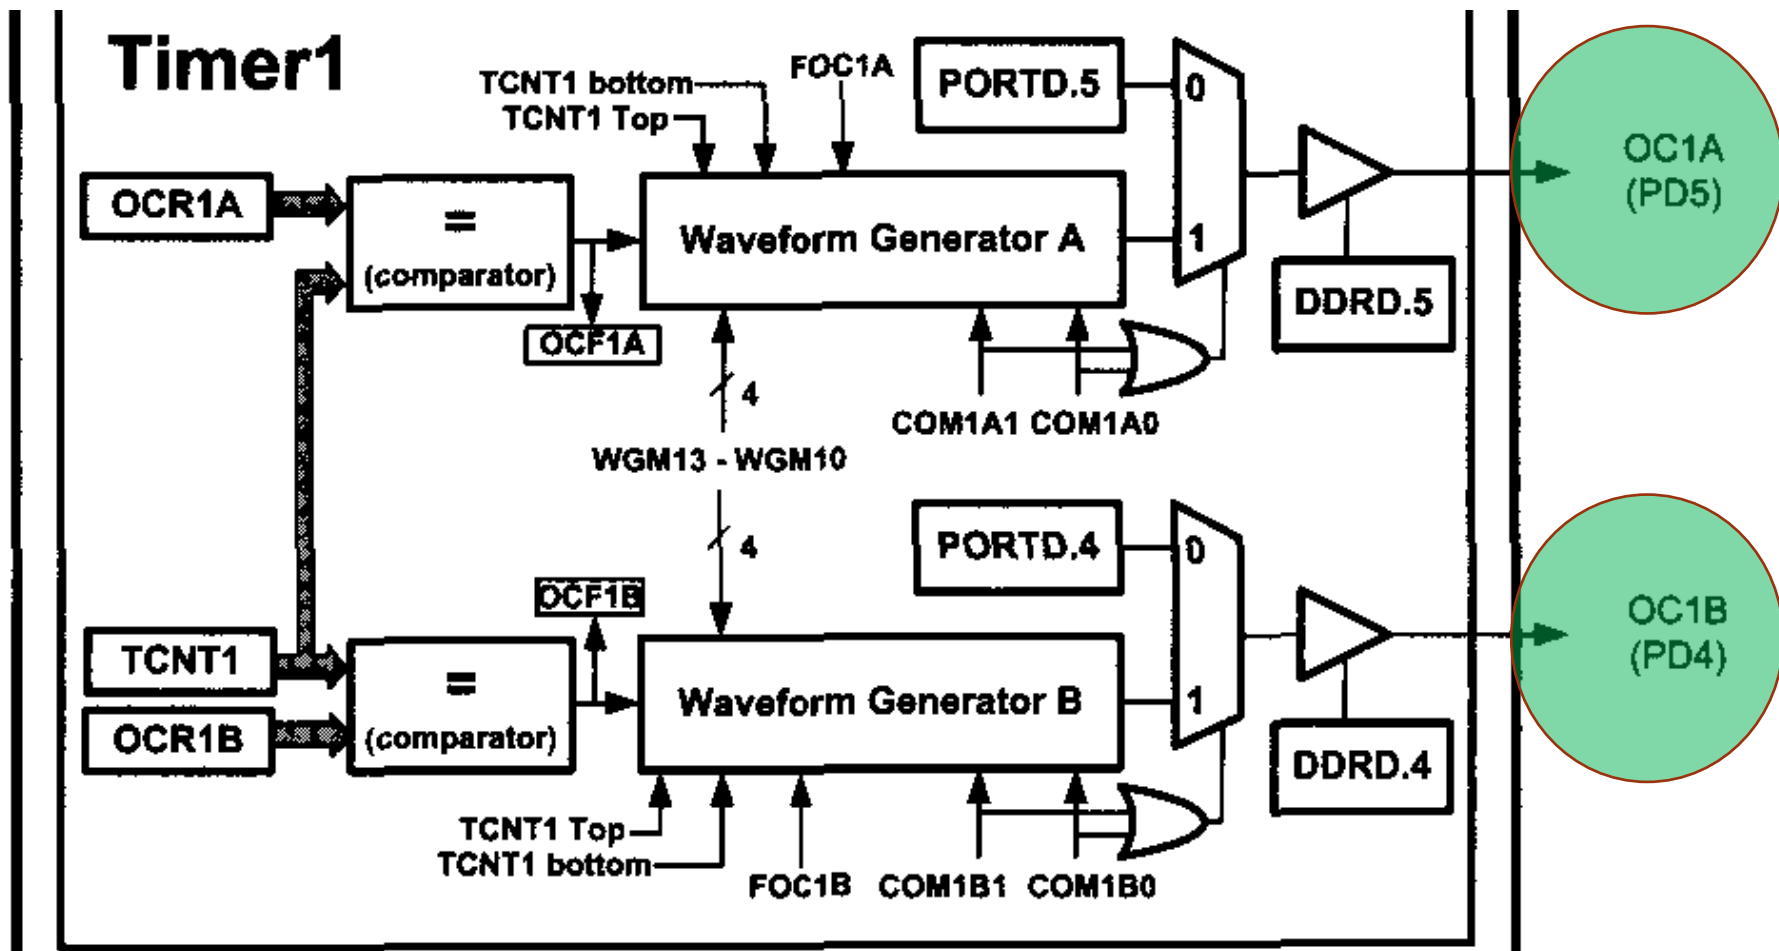 Timer1
TCNT1 bottom
TCNT1 Top
FOC1A
PORTD.5
0
OC1A
(PD5)
OCR1A
=
(comparator)
Waveform Generator A
1
DDRD.5
OCF1A
4
COM1A1 COM1A0
WGM13 - WGM10
4
PORTD.4
0
OC1B
(PD4)
OCF1B
TCNT1
OCR1B
=
(comparator)
Waveform Generator B
1
DDRD.4
TCNT1 Top
TCNT1 bottom
FOC1B
COM1B1 COM1B0